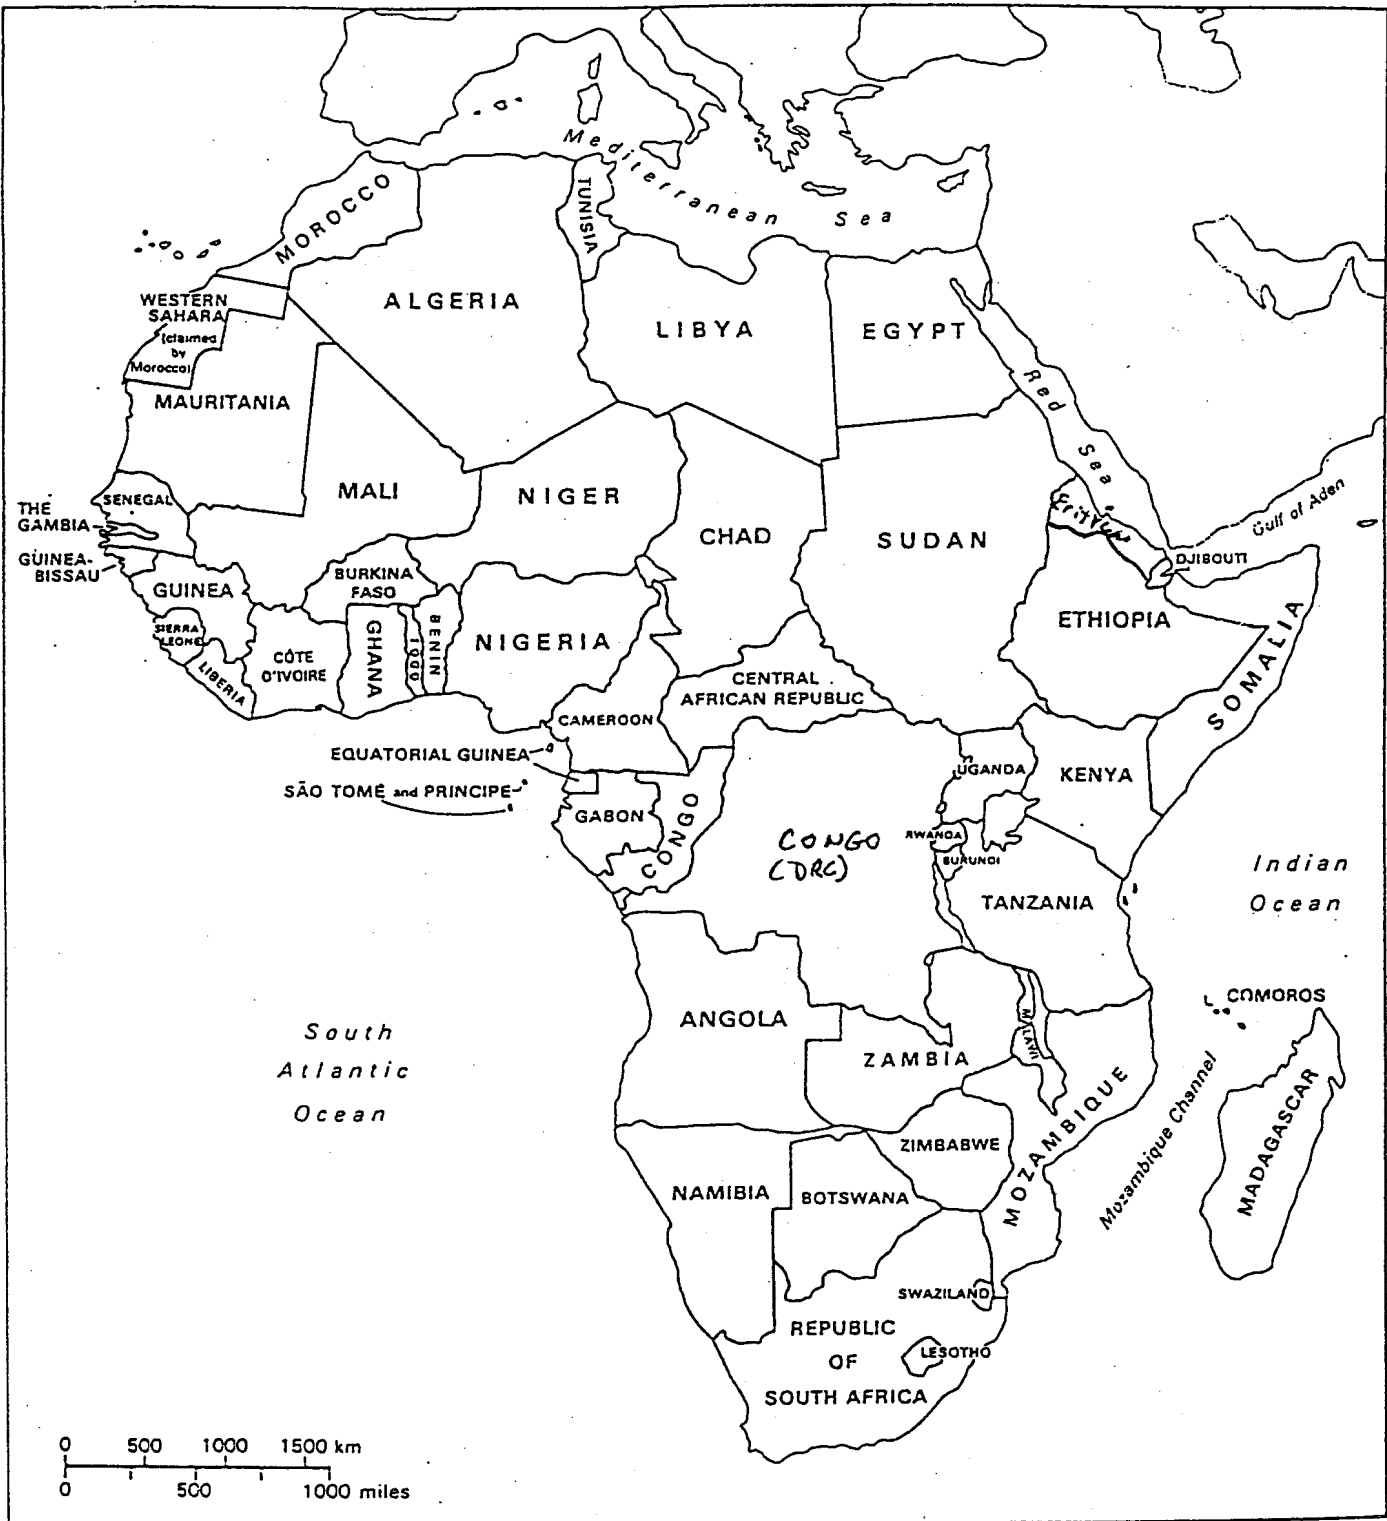 Mediterranean Sea
MOROCCO
TUNISIA
ALGERIA
LIBYA
EGYPT
WESTERN
SAHARA
(claimed
by
Morocco)
MAURITANIA
Red Sea
MALI
NIGER
CHAD
SUDAN
Gulf of Aden
SENEGAL
THE
GAMBIA
GUINEA-
BISSAU
GUINEA
BURKINA
FASO
DJIBOUTI
ETHIOPIA
SOMALIA
SIERRA
LEONE
LIBERIA
CÔTE
D'IVOIRE
GHANA
TOGO
BENIN
NIGERIA
CENTRAL
AFRICAN REPUBLIC
CAMEROON
EQUATORIAL GUINEA
SÃO TOMÉ and PRINCIPE
GABON
CONGO
CONGO
(DRC)
UGANDA
KENYA
RWANDA
BURUNDI
TANZANIA
Indian
Ocean
COMOROS
South
Atlantic
Ocean
ANGOLA
ZAMBIA
MALAWI
MOZAMBIQUE
Mozambique Channel
MADAGASCAR
ZIMBABWE
NAMIBIA
BOTSWANA
SWAZILAND
REPUBLIC
OF
SOUTH AFRICA
LESOTHO
0 500 1000 1500 km
0 500 1000 miles